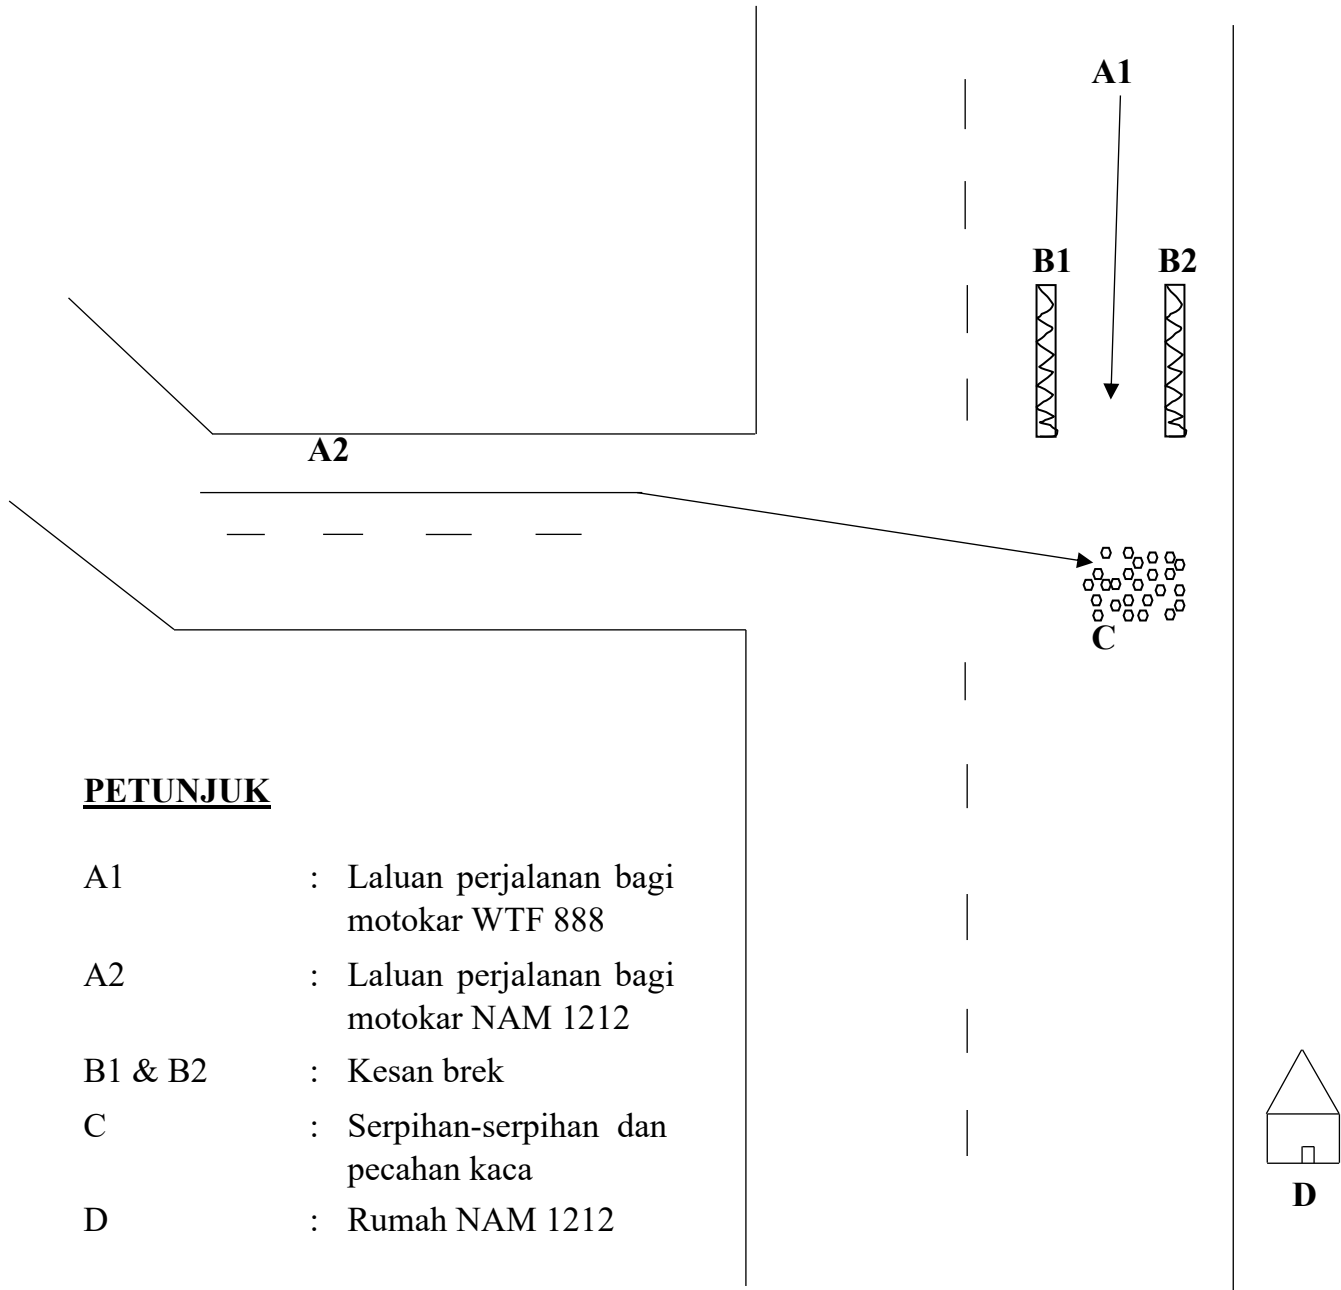 A1
B1 B2
A2
C
PETUNJUK
A1 : Laluan perjalanan bagi
motokar WTF 888
A2 : Laluan perjalanan bagi
motokar NAM 1212
B1 & B2 : Kesan brek
C : Serpihan-serpihan dan
pecahan kaca
D : Rumah NAM 1212
D